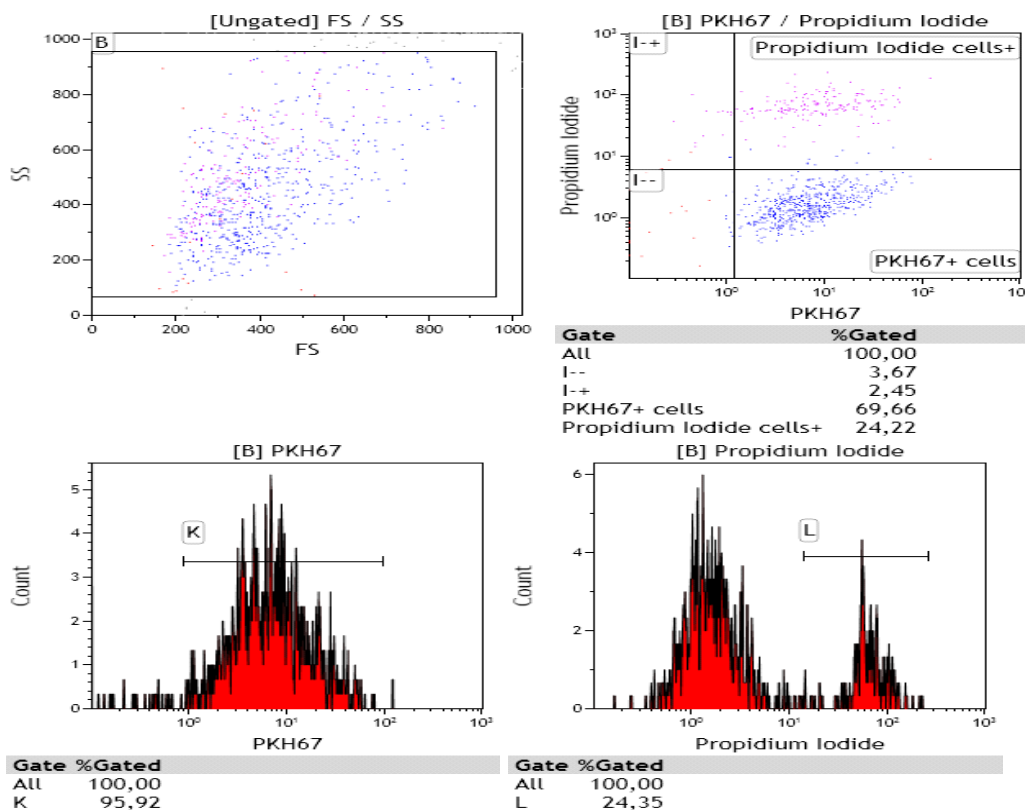 [Ungated] FS / SS
B
1000
800
600
400
200
0
SS
0 200 400 600 800 1000
FS
[B] PKH67 / Propidium Iodide
I-+
Propidium Iodide cells+
I--
PKH67+ cells
10³
10²
10¹
10⁰
Propidium Iodide
10⁰ 10¹ 10² 10³
PKH67
Gate %Gated
All 100,00
I-- 3,67
I-+ 2,45
PKH67+ cells 69,66
Propidium Iodide cells+ 24,22
[B] PKH67
K
5
4
3
2
1
0
Count
10⁰ 10¹ 10² 10³
PKH67
Gate %Gated
All 100,00
K 95,92
[B] Propidium Iodide
L
6
4
2
0
Count
10⁰ 10¹ 10² 10³
Propidium Iodide
Gate %Gated
All 100,00
L 24,35